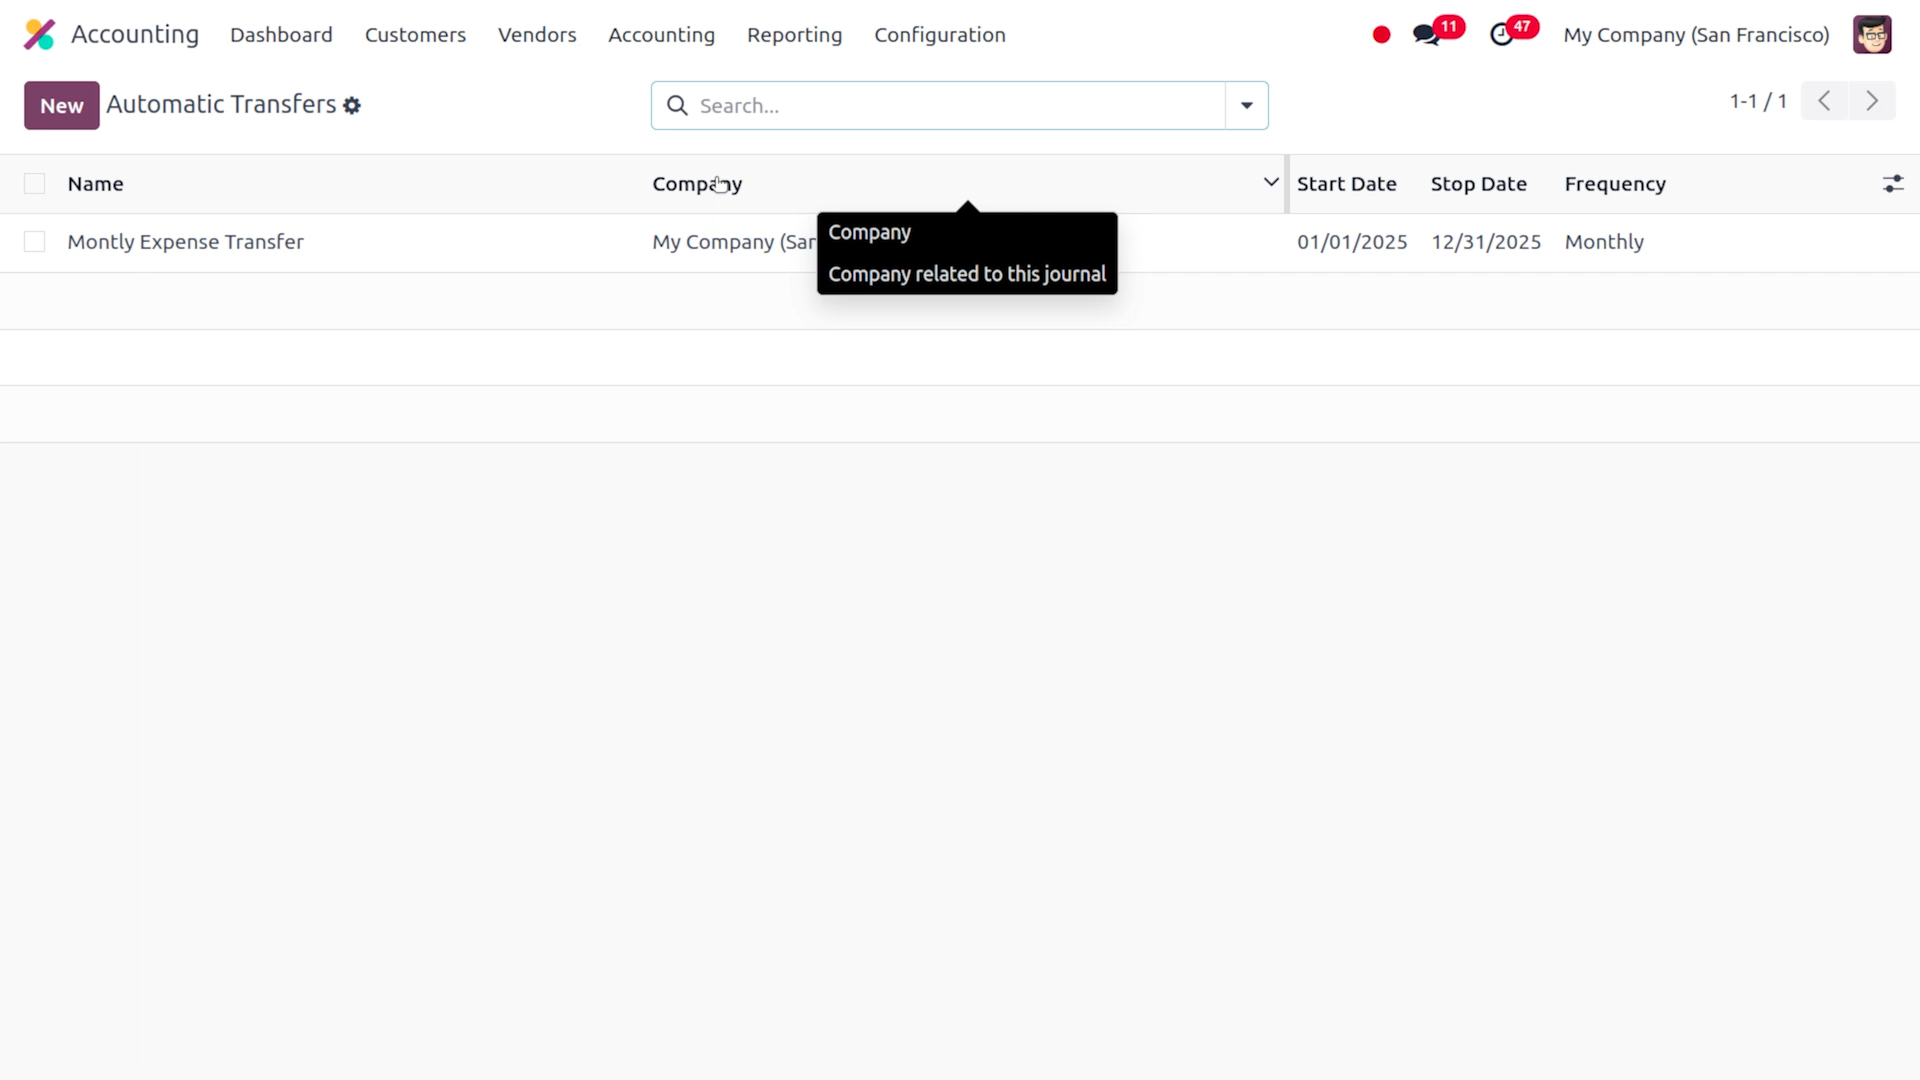 Accounting Dashboard Customers Vendors Accounting Reporting Configuration 11 47 My Company (San Francisco)
New Automatic Transfers Search... 1-1 / 1
Name Company Start Date Stop Date Frequency
Montly Expense Transfer My Company (San 01/01/2025 12/31/2025 Monthly
Company
Company related to this journal